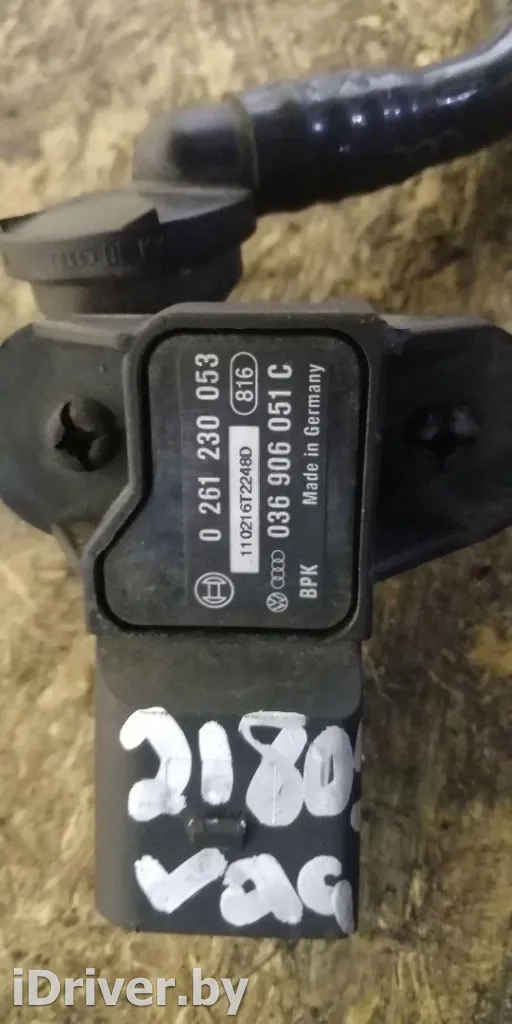 0 261 230 053
816
110216T2248D
036 906 051 C
BPK Made in Germany
iDriver.by